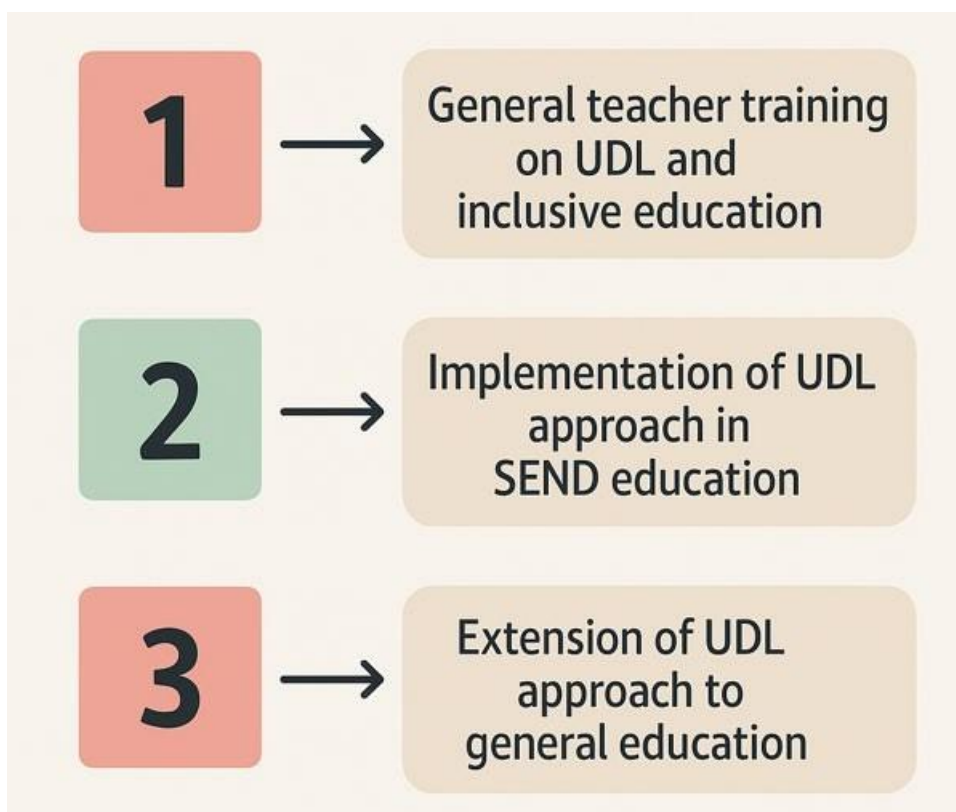 1
General teacher training
on UDL and
inclusive education
2
Implementation of UDL
approach in
SEND education
3
Extension of UDL
approach to
general education